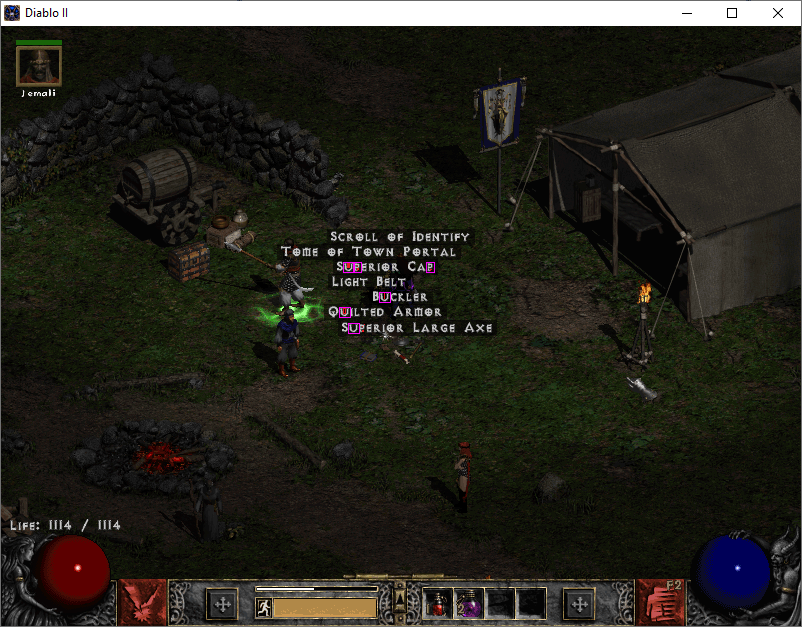 Diablo II
Jemali
Scroll of Identify
Tome of Town Portal
Superior Cap
Light Belt
Buckler
Quilted Armor
Superior Large Axe
Life: 1114 / 1114
F2